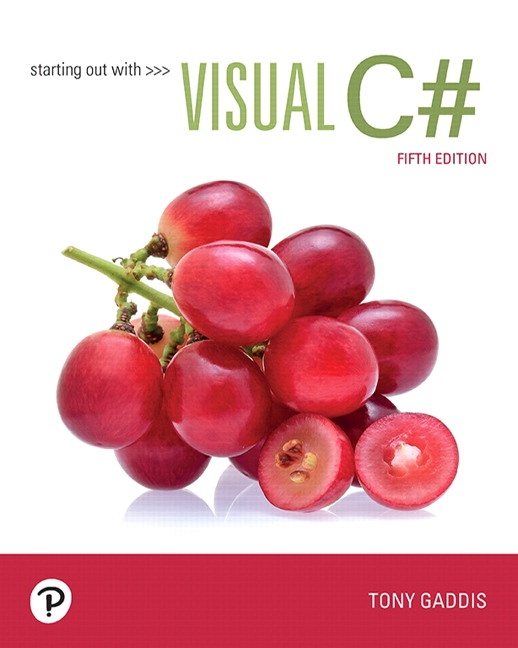 starting out with >>> VISUAL C#
FIFTH EDITION
P
TONY GADDIS